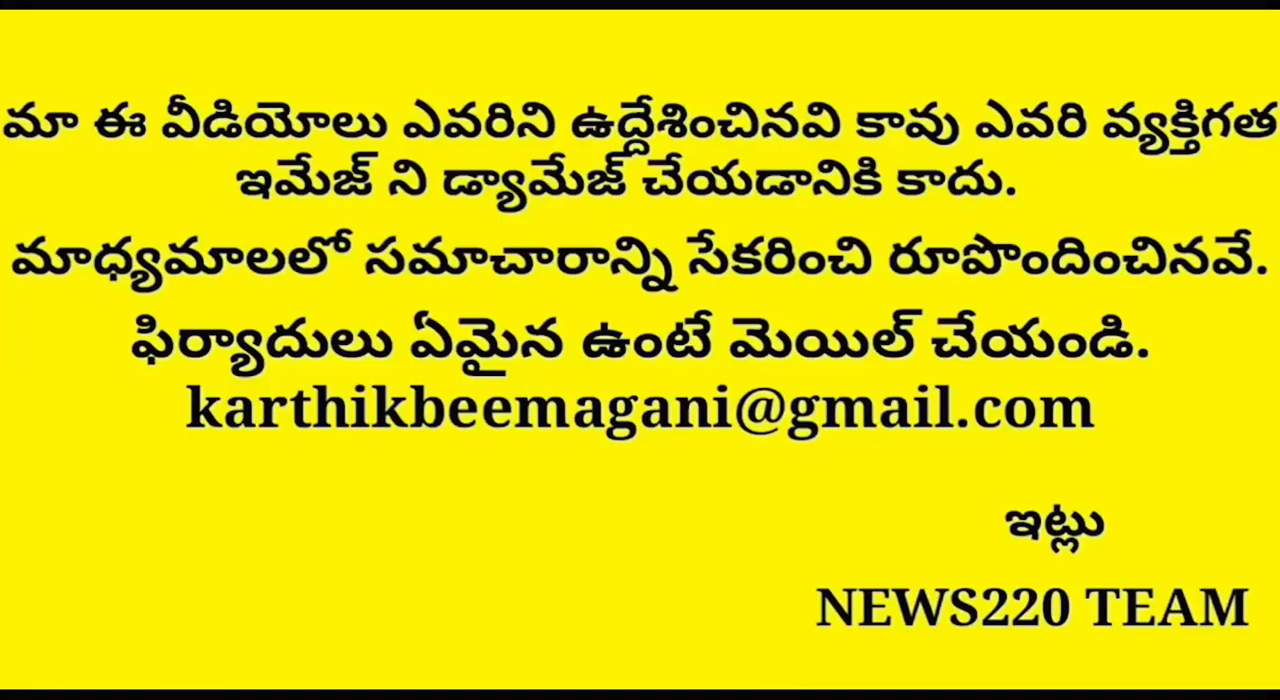 మా ఈ వీడియోలు ఎవరిని ఉద్దేశించినవి కావు ఎవరి వ్యక్తిగత
ఇమేజ్ ని డ్యామేజ్ చేయడానికి కాదు.
మాధ్యమాలలో సమాచారాన్ని సేకరించి రూపొందించినవే.
ఫిర్యాదులు ఏమైన ఉంటే మెయిల్ చేయండి.
karthikbeemagani@gmail.com
ఇట్లు
NEWS220 TEAM